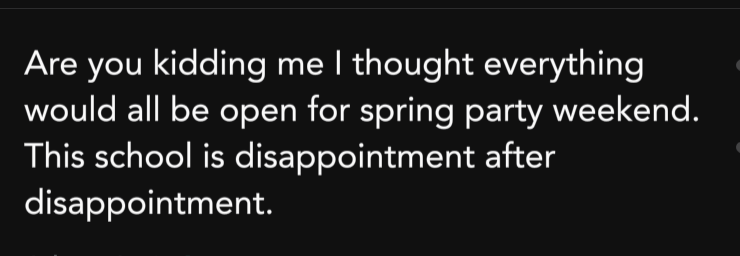 Are you kidding me I thought everything
would all be open for spring party weekend.
This school is disappointment after
disappointment.